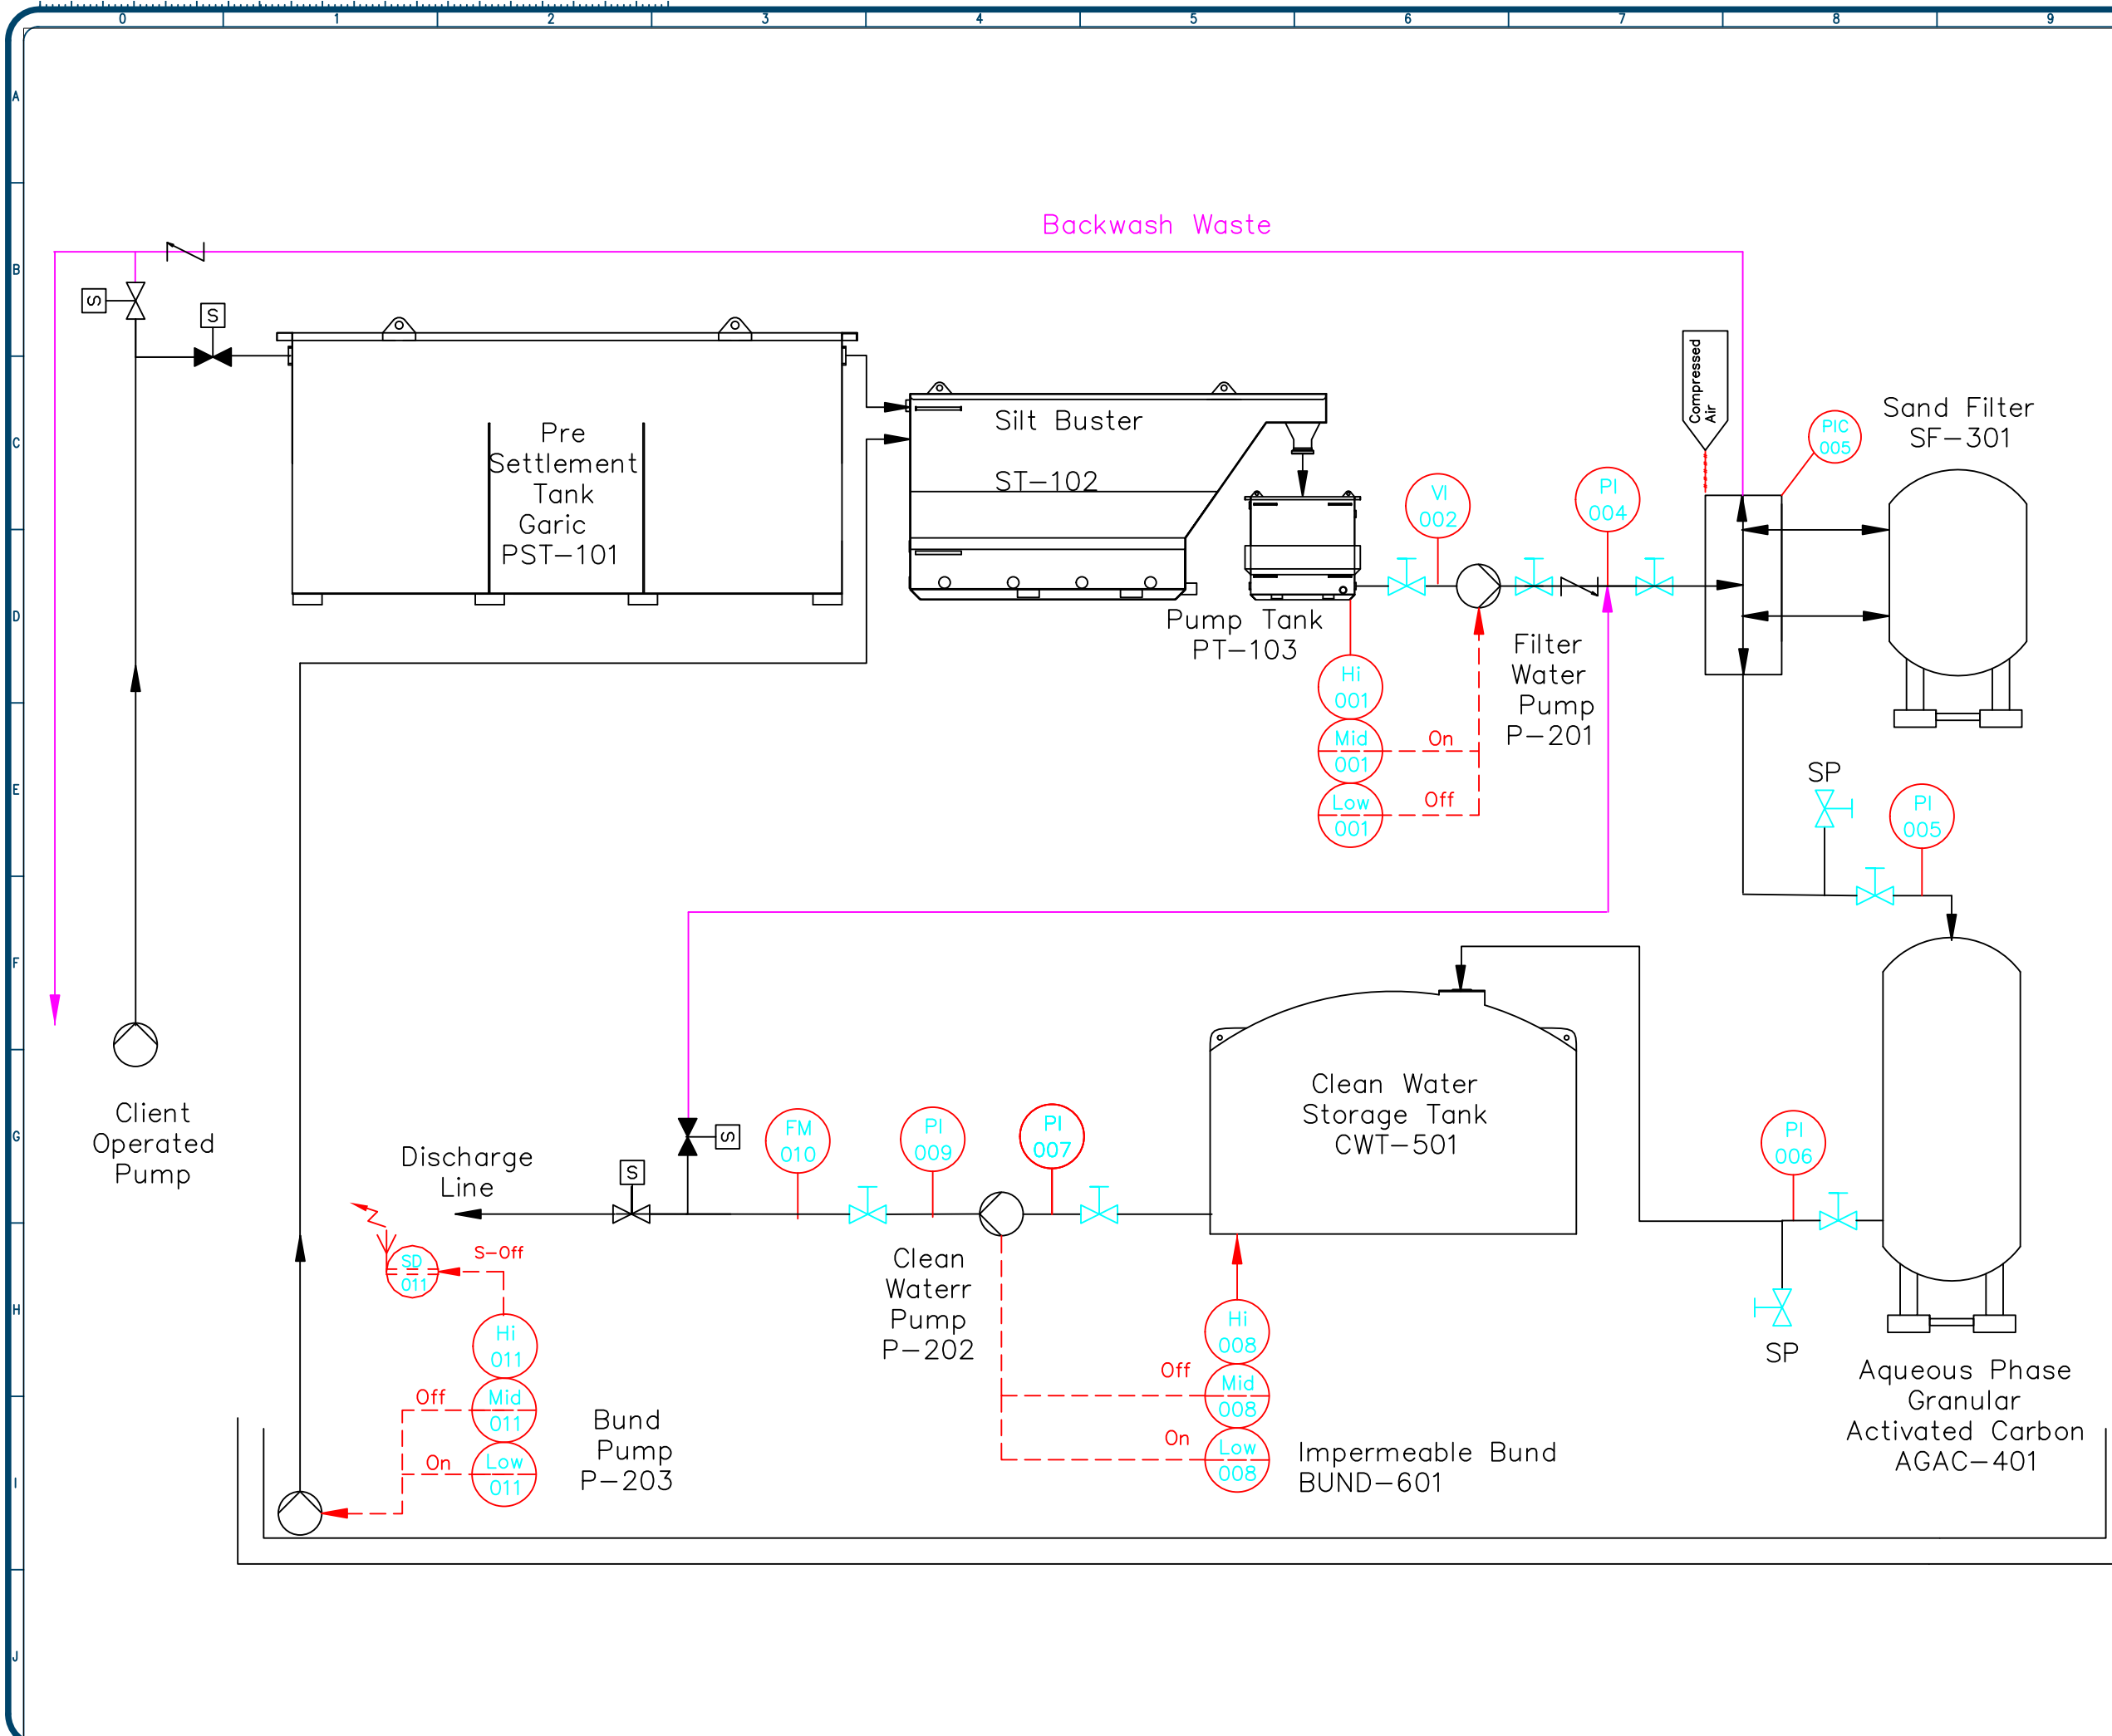 0 1 2 3 4 5 6 7 8 9
A
B
C
D
E
F
G
H
I
J
Backwash Waste
S
S
Pre
Settlement
Tank
Garic
PST-101
Silt Buster
ST-102
Compressed
Air
PIC
005
Sand Filter
SF-301
VI
002
PI
004
Pump Tank
PT-103
Filter
Water
Pump
P-201
Hi
001
Mid
001
On
Low
001
Off
SP
PI
005
Client
Operated
Pump
Discharge
Line
S
S
FM
010
PI
009
PI
007
Clean Water
Storage Tank
CWT-501
PI
006
SP
SD
011
S-Off
Hi
011
Mid
011
Off
Low
011
On
Bund
Pump
P-203
Clean
Waterr
Pump
P-202
Hi
008
Off
Mid
008
On
Low
008
Impermeable Bund
BUND-601
Aqueous Phase
Granular
Activated Carbon
AGAC-401